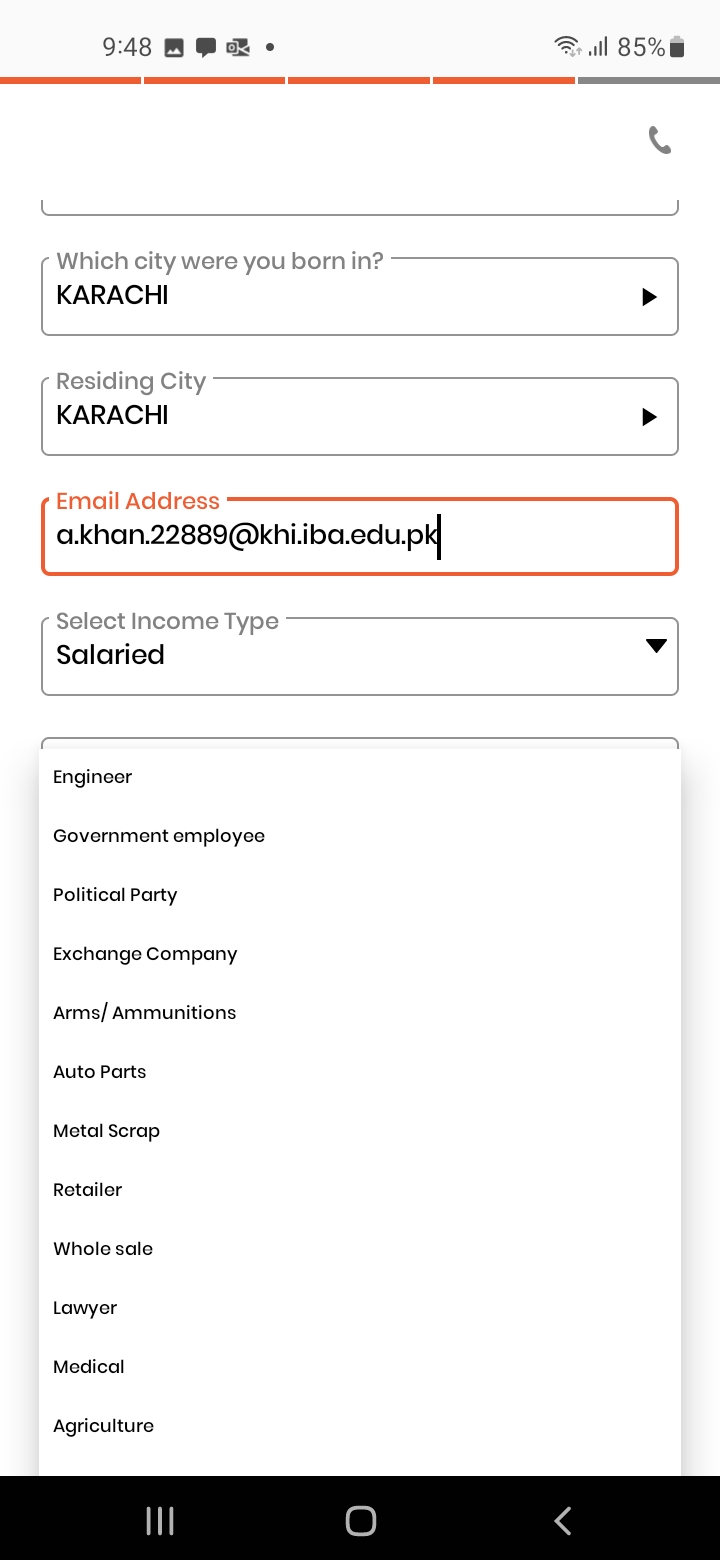 9:48
85%
Which city were you born in?
KARACHI
Residing City
KARACHI
Email Address
a.khan.22889@khi.iba.edu.pk
Select Income Type
Salaried
Engineer
Government employee
Political Party
Exchange Company
Arms/ Ammunitions
Auto Parts
Metal Scrap
Retailer
Whole sale
Lawyer
Medical
Agriculture